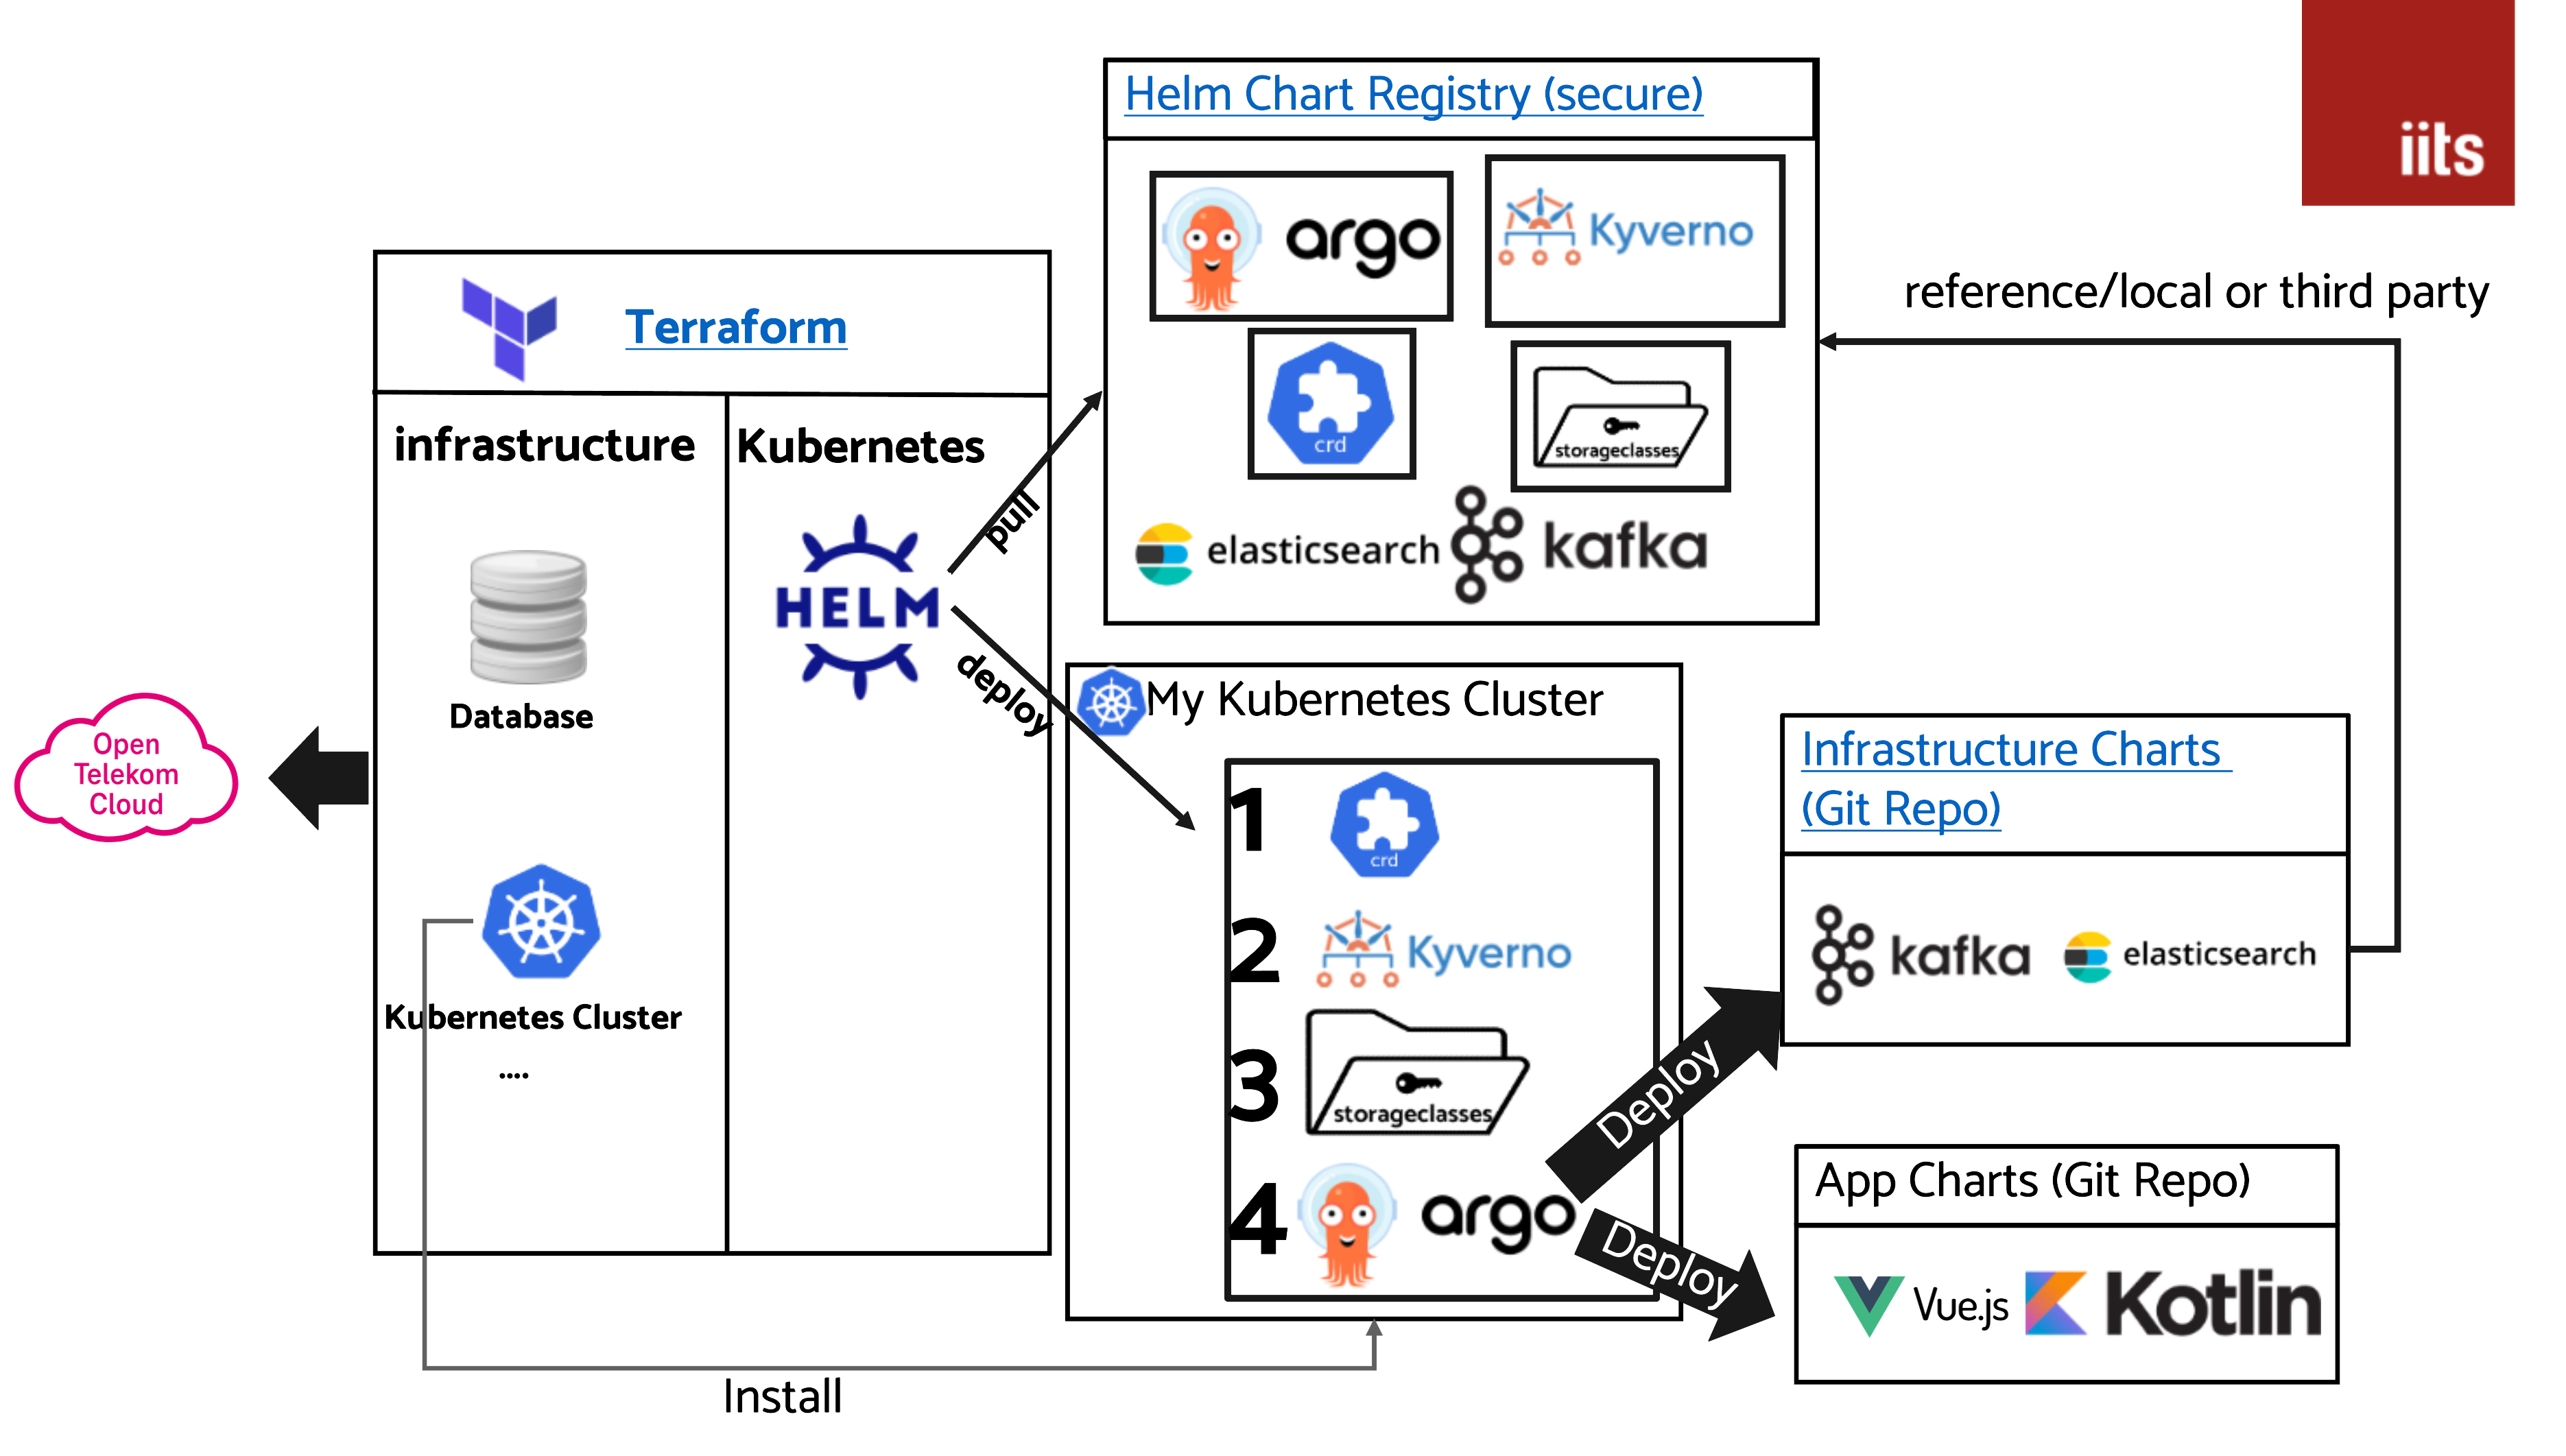 iits
Helm Chart Registry (secure)
argo
Kyverno
crd
storageclasses
elasticsearch
kafka
reference/local or third party
Terraform
infrastructure
Kubernetes
HELM
pull
deploy
Database
Kubernetes Cluster
....
Open
Telekom
Cloud
My Kubernetes Cluster
1
crd
2
Kyverno
3
storageclasses
4
argo
Deploy
Deploy
Infrastructure Charts
(Git Repo)
kafka
elasticsearch
App Charts (Git Repo)
Vue.js
Kotlin
Install